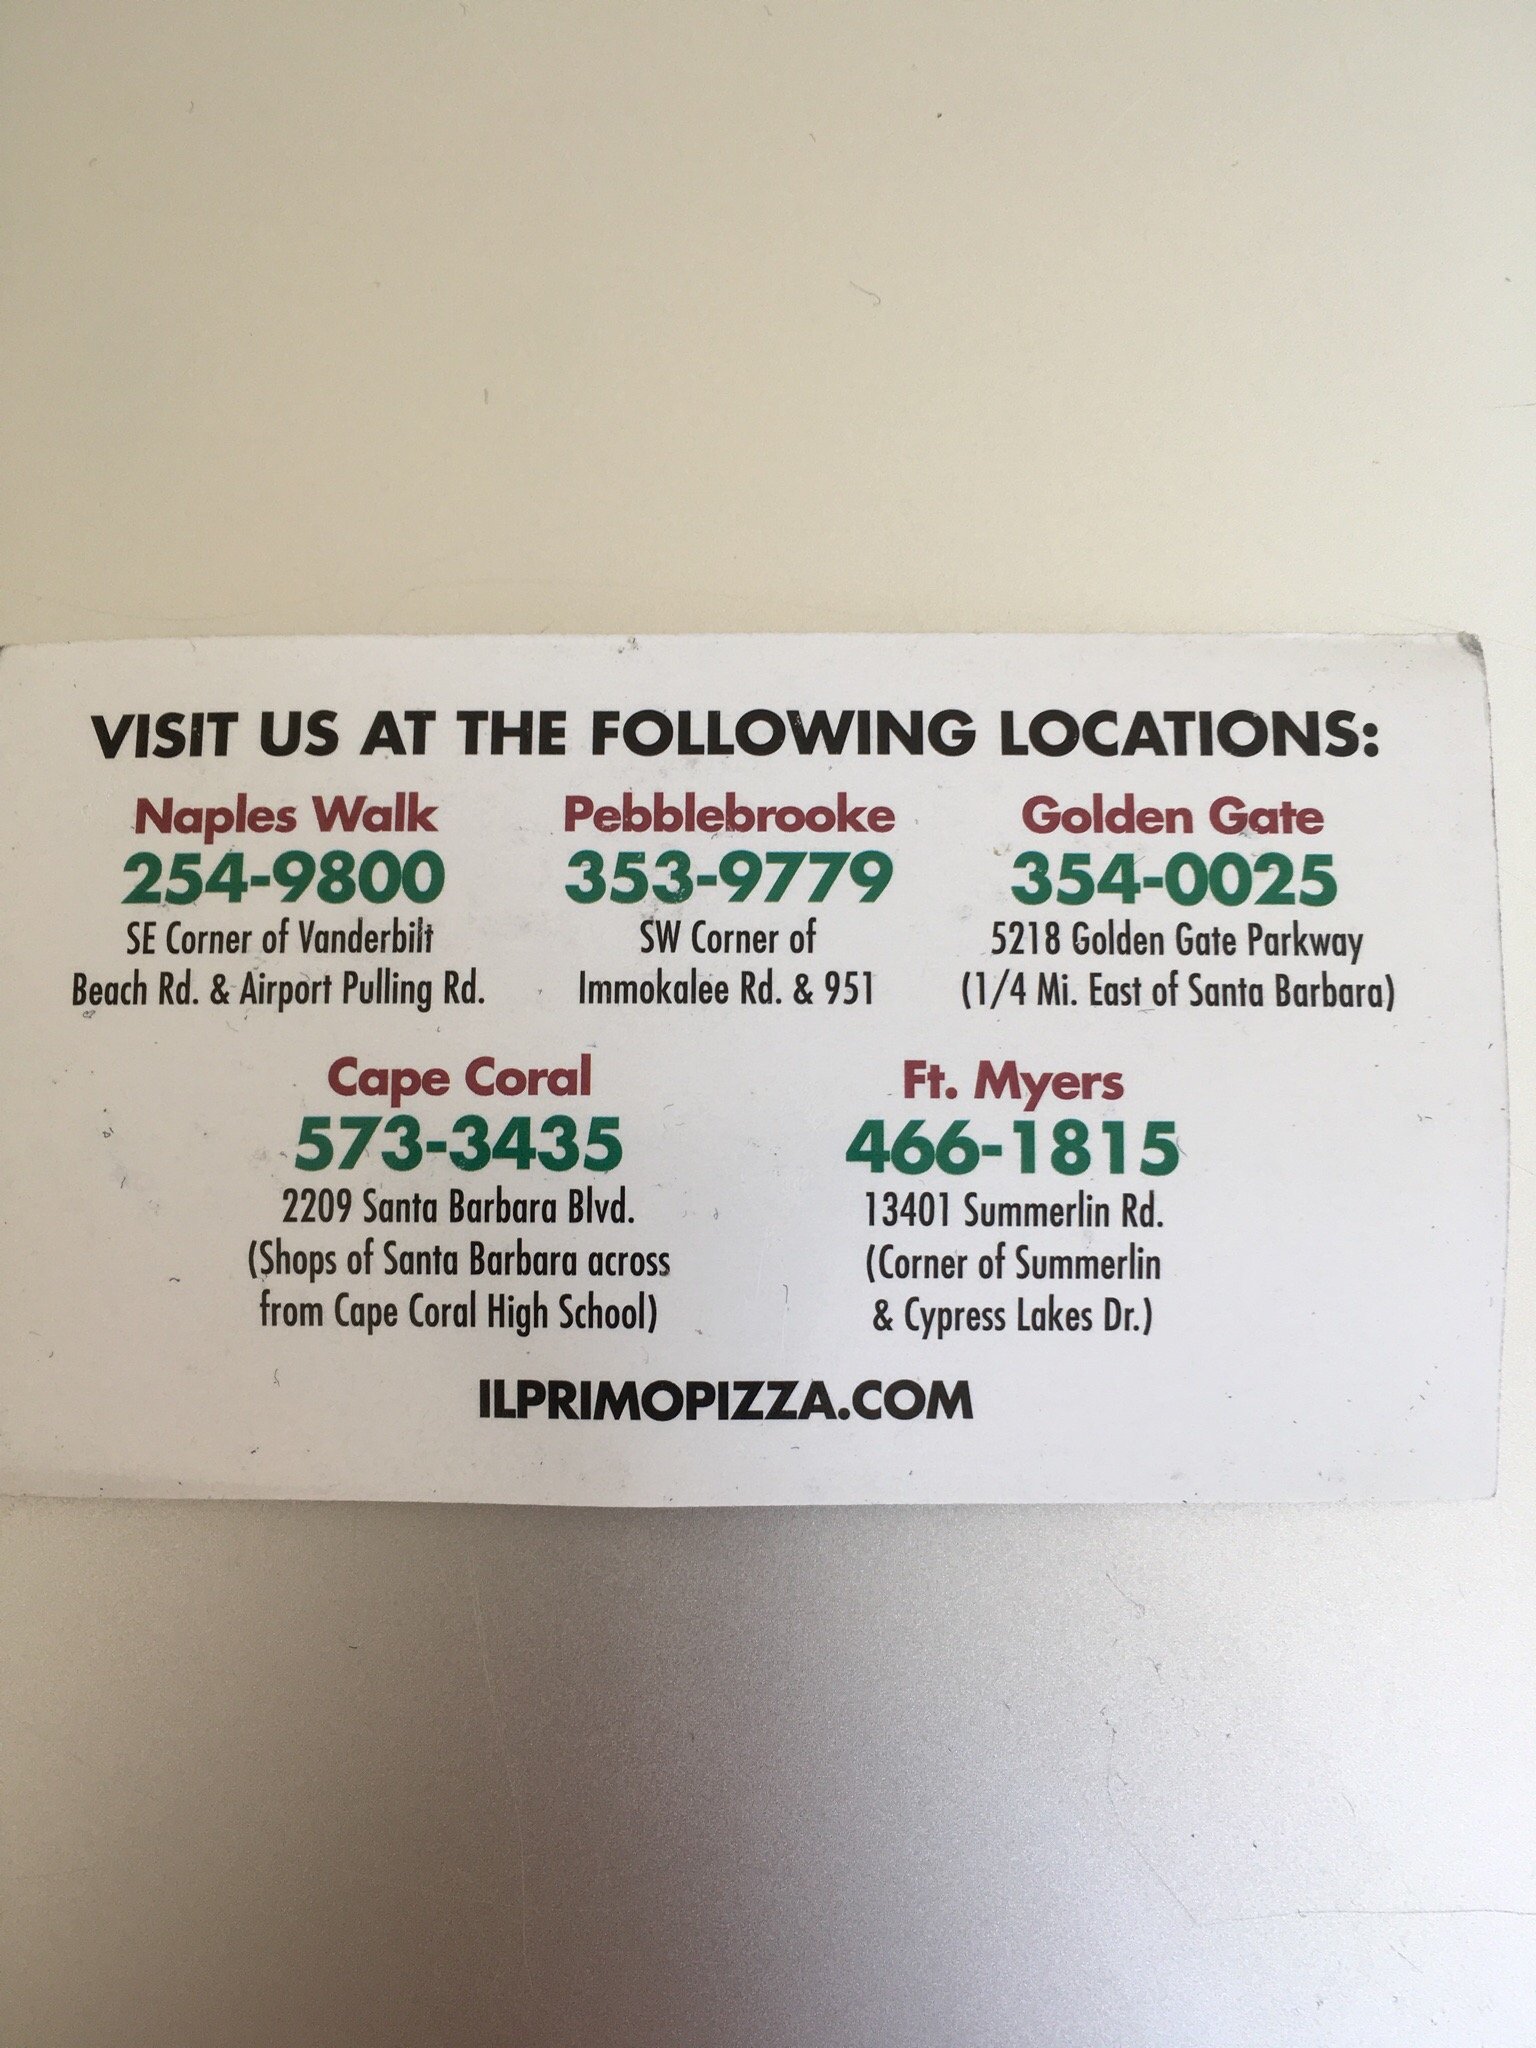 VISIT US AT THE FOLLOWING LOCATIONS:
Naples Walk
254-9800
SE Corner of Vanderbilt
Beach Rd. & Airport Pulling Rd.
Pebblebrooke
353-9779
SW Corner of
Immokalee Rd. & 951
Golden Gate
354-0025
5218 Golden Gate Parkway
(1/4 Mi. East of Santa Barbara)
Cape Coral
573-3435
2209 Santa Barbara Blvd.
(Shops of Santa Barbara across
from Cape Coral High School)
Ft. Myers
466-1815
13401 Summerlin Rd.
(Corner of Summerlin
& Cypress Lakes Dr.)
ILPRIMOPIZZA.COM